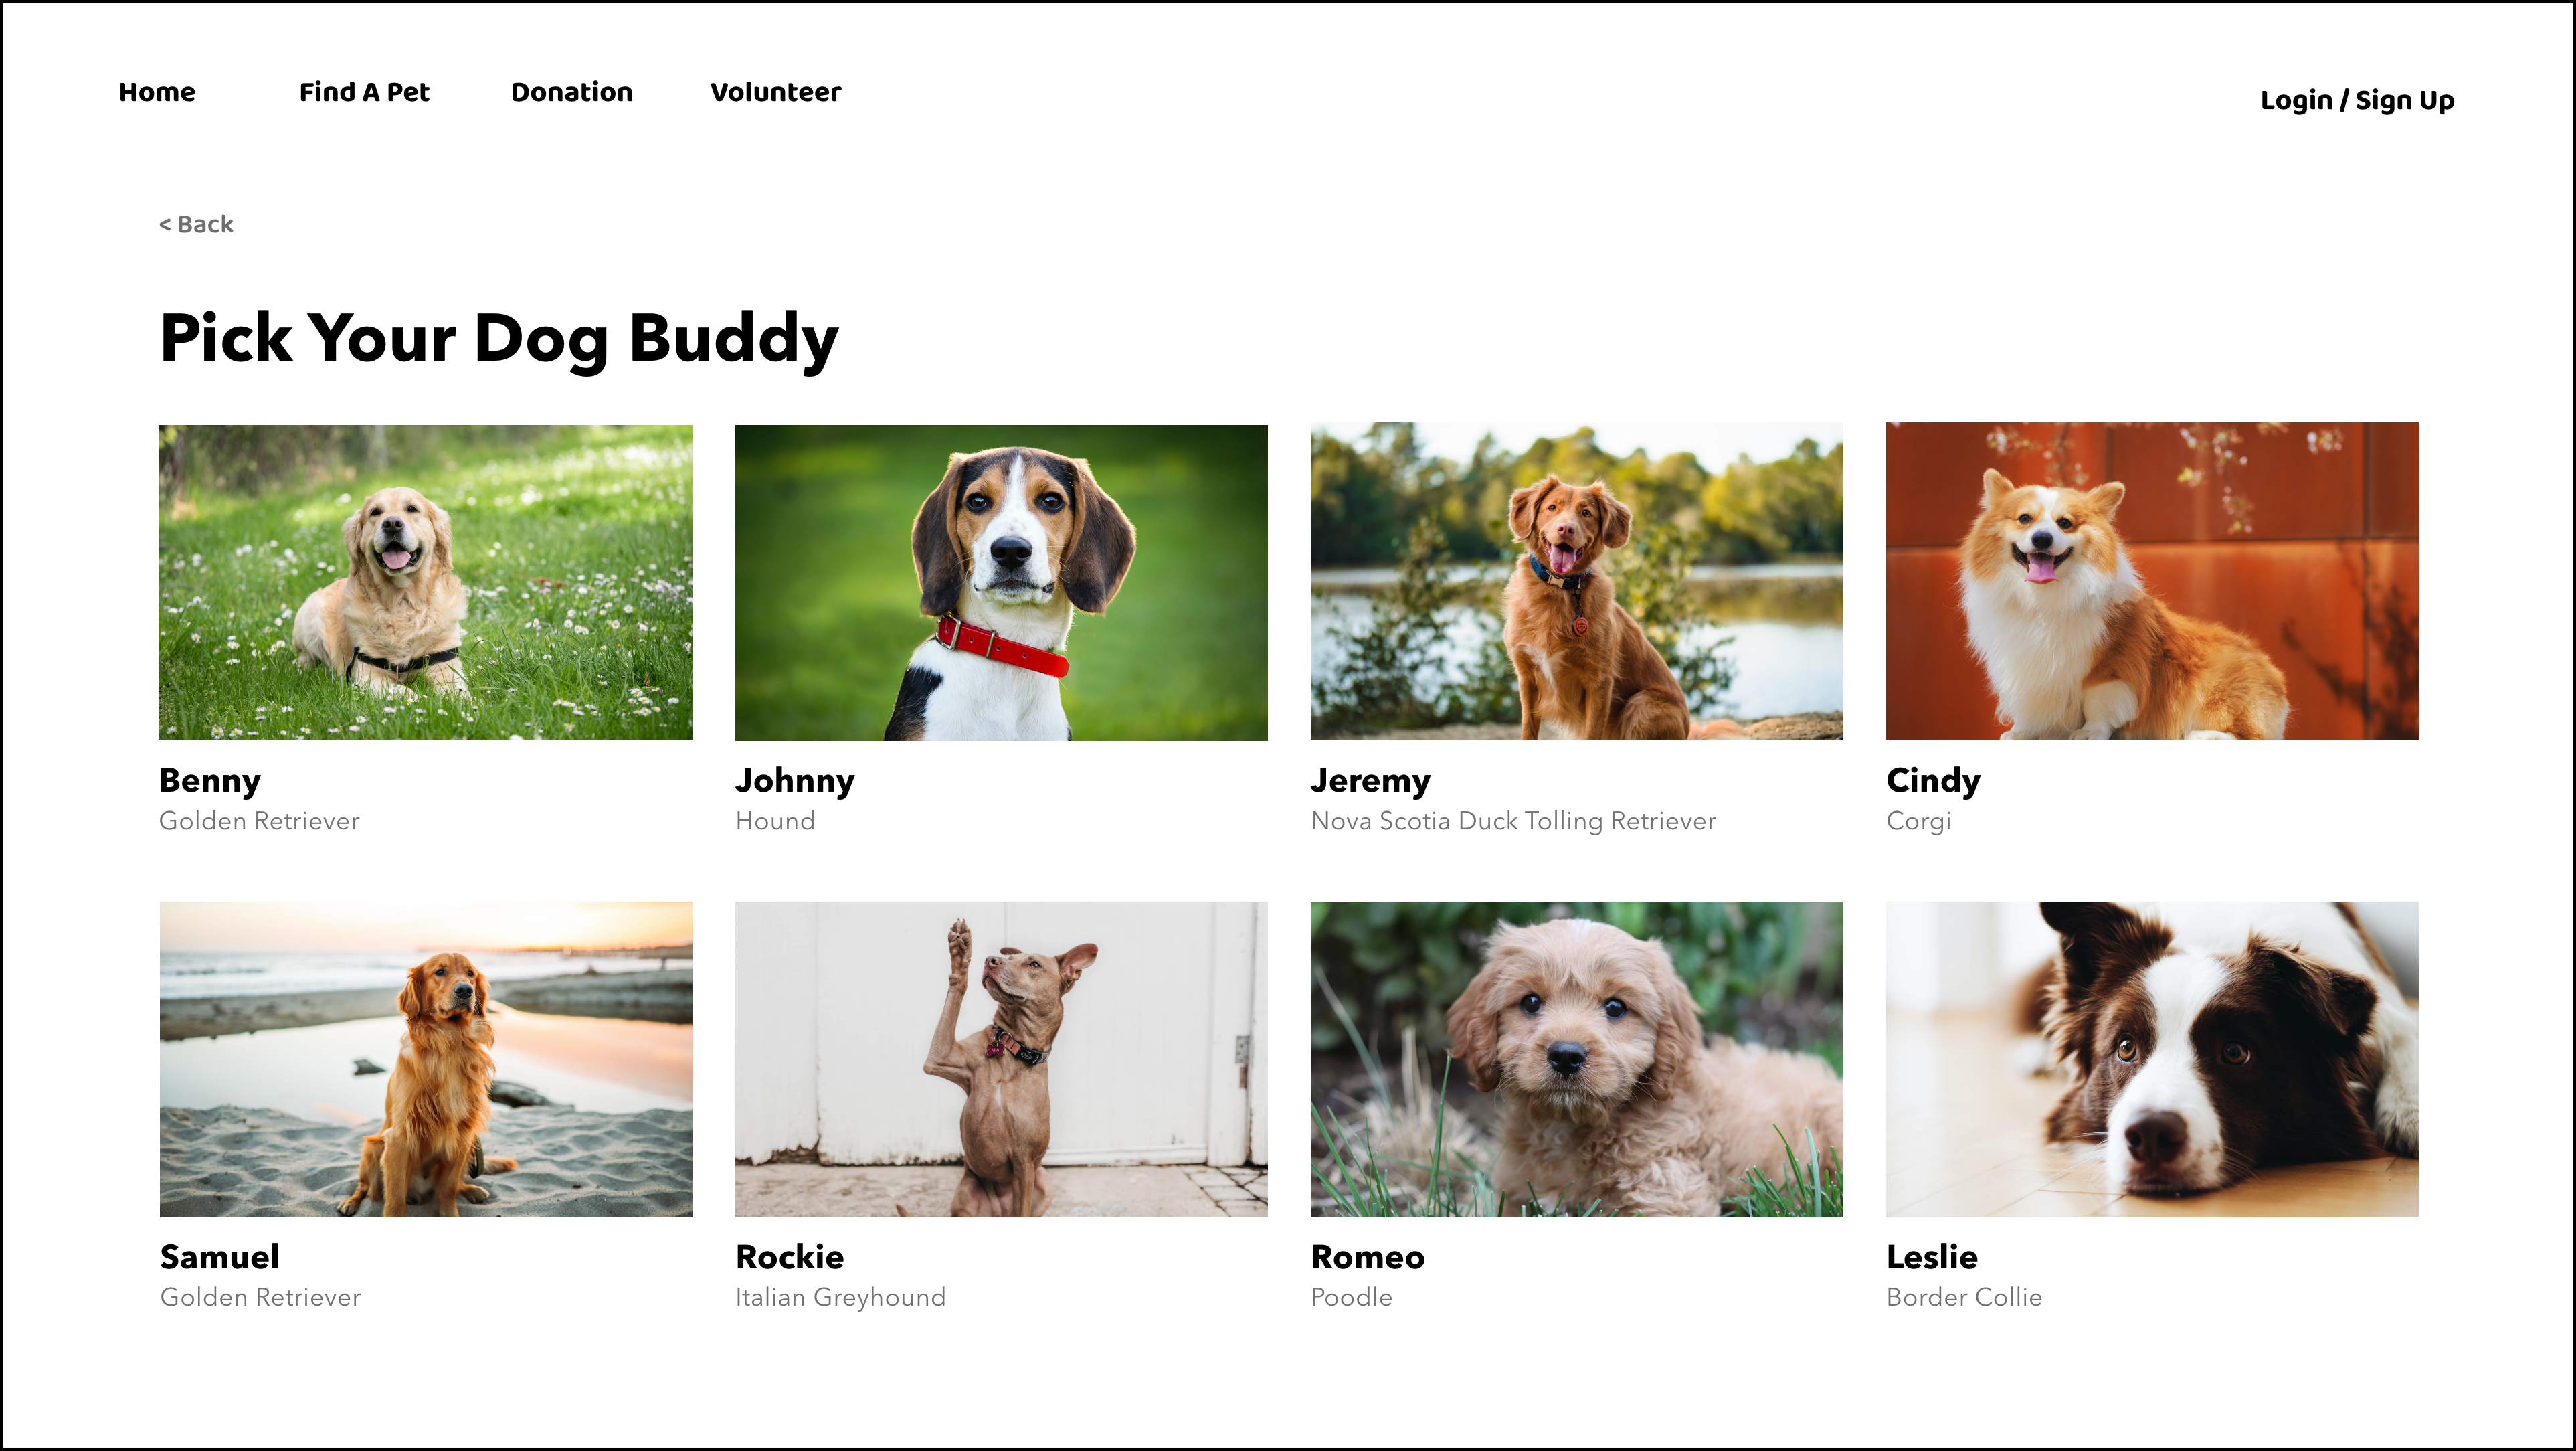 Home Find A Pet Donation Volunteer Login / Sign Up
< Back
Pick Your Dog Buddy
Benny
Golden Retriever
Johnny
Hound
Jeremy
Nova Scotia Duck Tolling Retriever
Cindy
Corgi
Samuel
Golden Retriever
Rockie
Italian Greyhound
Romeo
Poodle
Leslie
Border Collie